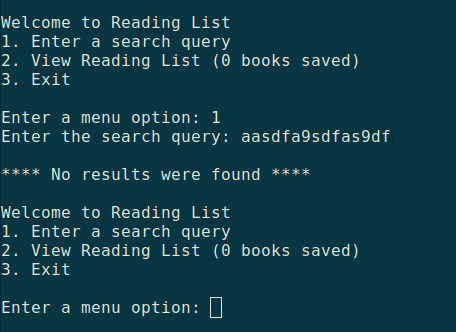 Welcome to Reading List
1. Enter a search query
2. View Reading List (0 books saved)
3. Exit
Enter a menu option: 1
Enter the search query: aasdfa9sdfas9df
**** No results were found ****
Welcome to Reading List
1. Enter a search query
2. View Reading List (0 books saved)
3. Exit
Enter a menu option: